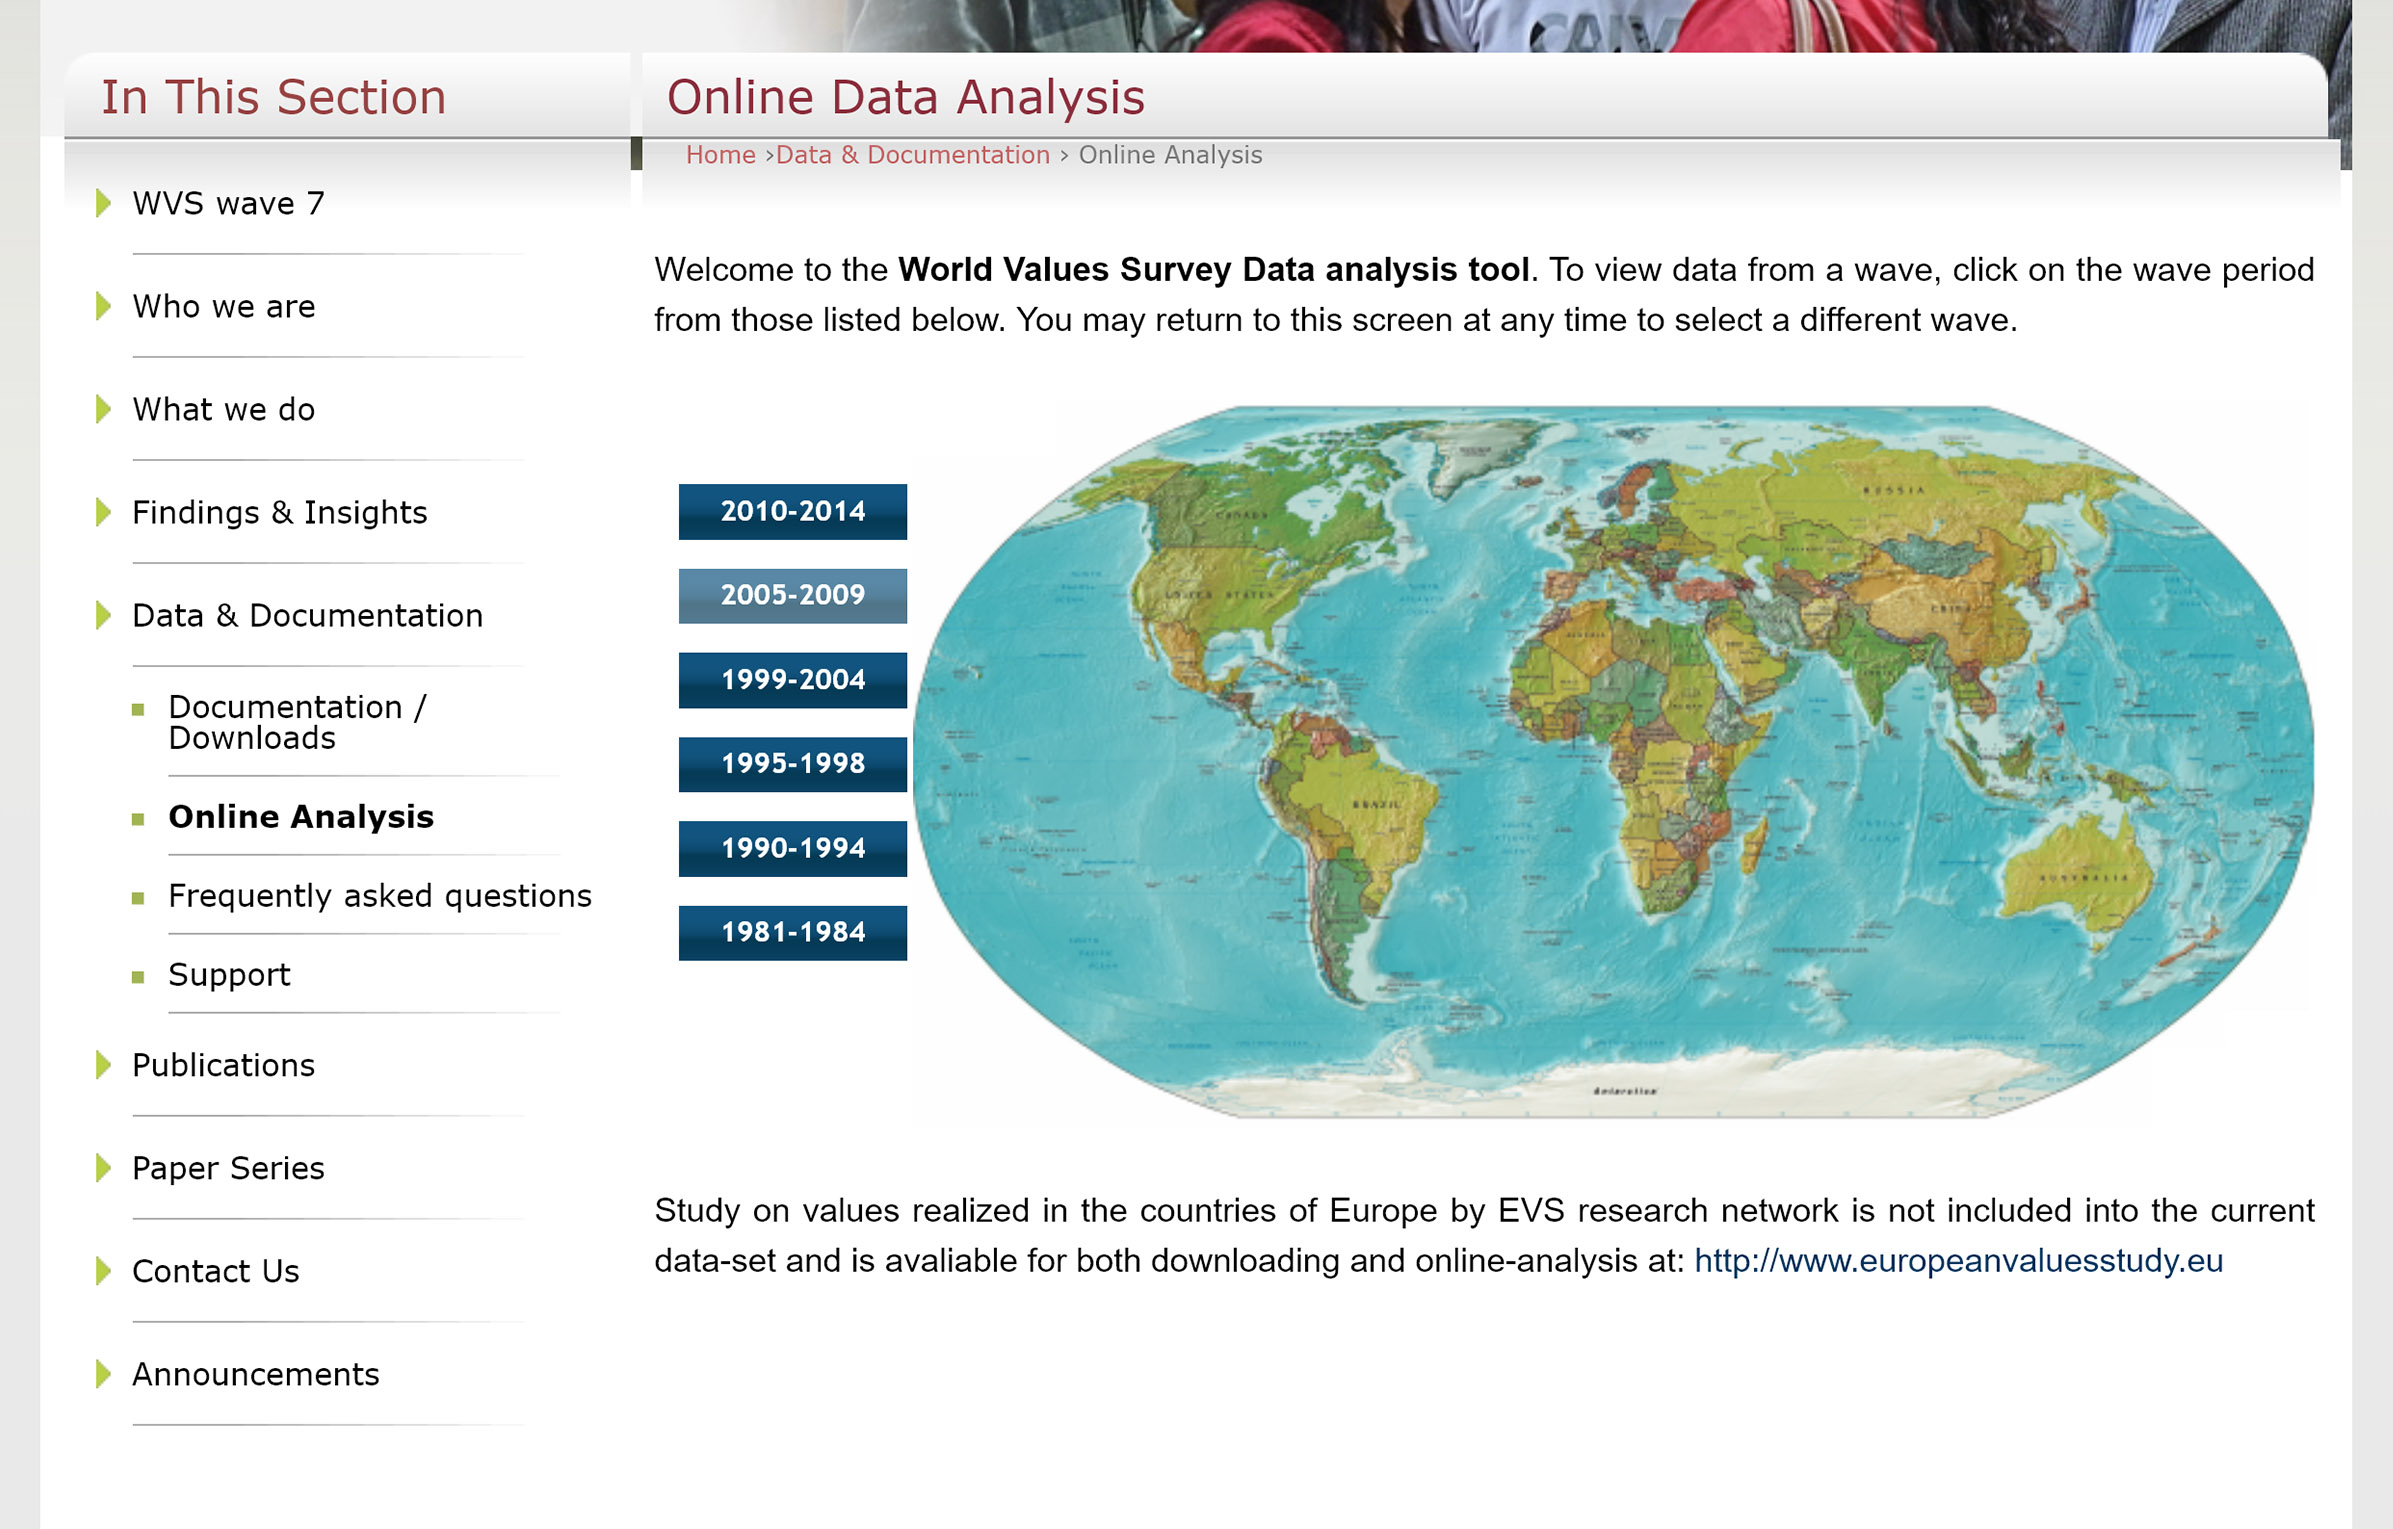 In This Section
WVS wave 7
Who we are
What we do
Findings & Insights
Data & Documentation
Documentation /
Downloads
Online Analysis
Frequently asked questions
Support
Publications
Paper Series
Contact Us
Announcements
Online Data Analysis
Home ›Data & Documentation › Online Analysis
Welcome to the World Values Survey Data analysis tool. To view data from a wave, click on the wave period
from those listed below. You may return to this screen at any time to select a different wave.
2010-2014
2005-2009
1999-2004
1995-1998
1990-1994
1981-1984
RUSSIA
CANADA
UNITED STATES
CHINA
ALGERIA
BRAZIL
AUSTRALIA
Antarctica
Study on values realized in the countries of Europe by EVS research network is not included into the current
data-set and is avaliable for both downloading and online-analysis at: http://www.europeanvaluesstudy.eu